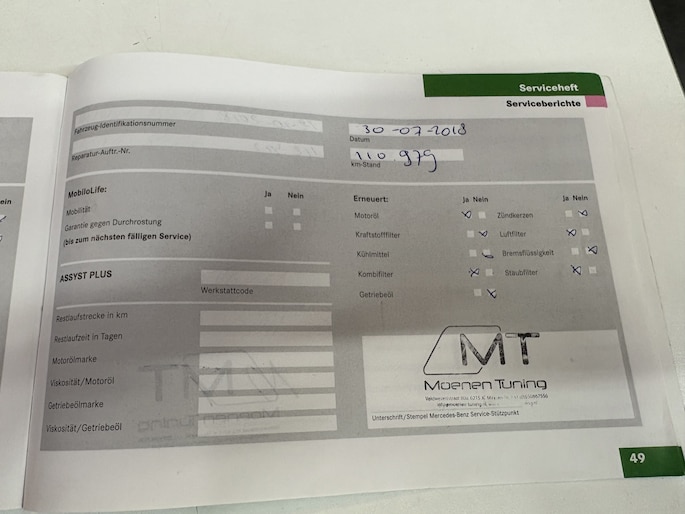 Serviceheft
Serviceberichte
Fahrzeug-Identifikationsnummer
30-07-2018
Datum
Reparatur-Auftr.-Nr.
110.979
km-Stand
MobiloLife:
Ja Nein
Mobilität
Garantie gegen Durchrostung
(bis zum nächsten fälligen Service)
Erneuert:
Ja Nein
Ja Nein
Motoröl
Zündkerzen
Kraftstofffilter
Luftfilter
Kühlmittel
Bremsflüssigkeit
Kombifilter
Staubfilter
Getriebeöl
ASSYST PLUS
Werkstattcode
Restlaufstrecke in km
Restlaufzeit in Tagen
Motorölmarke
Viskosität/Motoröl
Getriebeölmarke
Viskosität/Getriebeöl
MT
Moenen Tuning
Unterschrift/Stempel Mercedes-Benz Service-Stützpunkt
49
ein